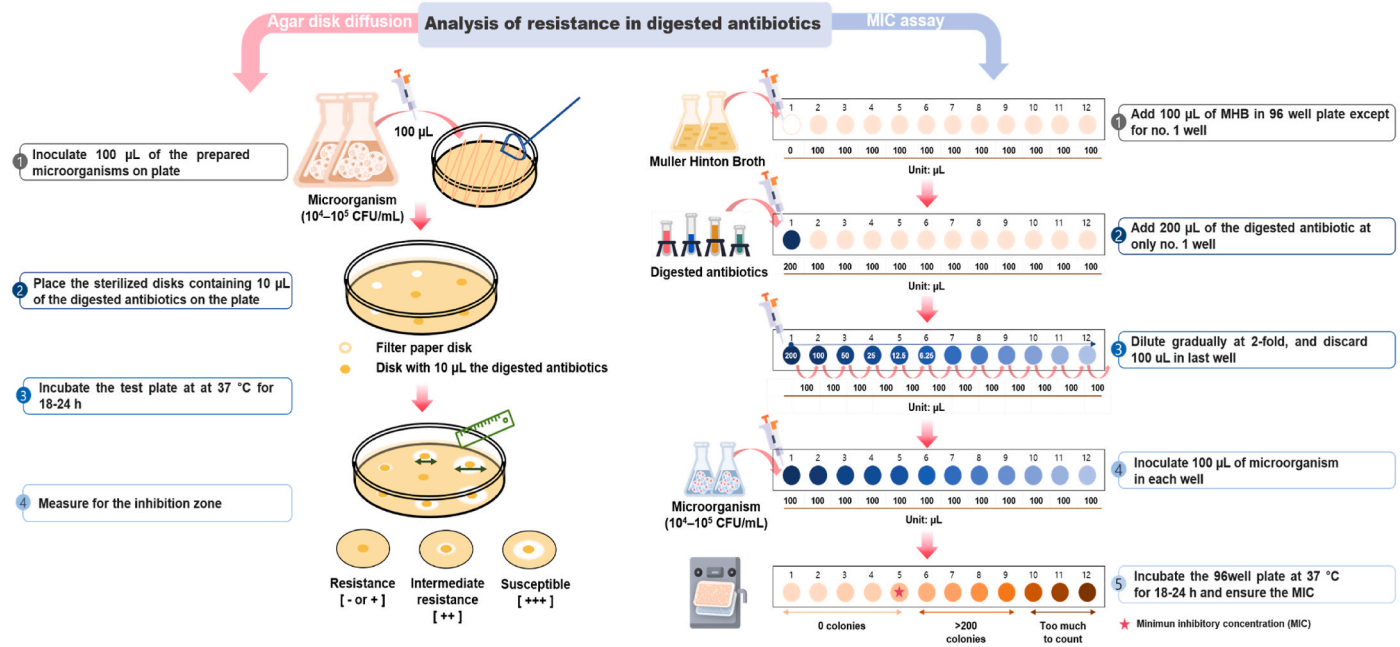 Agar disk diffusion
Analysis of resistance in digested antibiotics
MIC assay
1
Inoculate 100 µL of the prepared
microorganisms on plate
100 µL
Microorganism
(10⁴–10⁵ CFU/mL)
2
Place the sterilized disks containing 10 µL
of the digested antibiotics on the plate
Filter paper disk
Disk with 10 µL the digested antibiotics
3
Incubate the test plate at at 37 °C for
18-24 h
4
Measure for the inhibition zone
Resistance
[ - or + ]
Intermediate
resistance
[ ++ ]
Susceptible
[ +++ ]
Muller Hinton Broth
1 2 3 4 5 6 7 8 9 10 11 12
0 100 100 100 100 100 100 100 100 100 100 100
Unit: µL
1
Add 100 µL of MHB in 96 well plate except
for no. 1 well
Digested antibiotics
1 2 3 4 5 6 7 8 9 10 11 12
200 100 100 100 100 100 100 100 100 100 100 100
Unit: µL
2
Add 200 µL of the digested antibiotic at
only no. 1 well
1 2 3 4 5 6 7 8 9 10 11 12
200 100 50 25 12.5 6.25
100 100 100 100 100 100 100 100 100 100 100 100
Unit: µL
3
Dilute gradually at 2-fold, and discard
100 uL in last well
Microorganism
(10⁴–10⁵ CFU/mL)
1 2 3 4 5 6 7 8 9 10 11 12
100 100 100 100 100 100 100 100 100 100 100 100
Unit: µL
4
Inoculate 100 µL of microorganism
in each well
1 2 3 4 5 6 7 8 9 10 11 12
0 colonies
>200
colonies
Too much
to count
5
Incubate the 96well plate at 37 °C
for 18-24 h and ensure the MIC
Minimun inhibitory concentration (MIC)